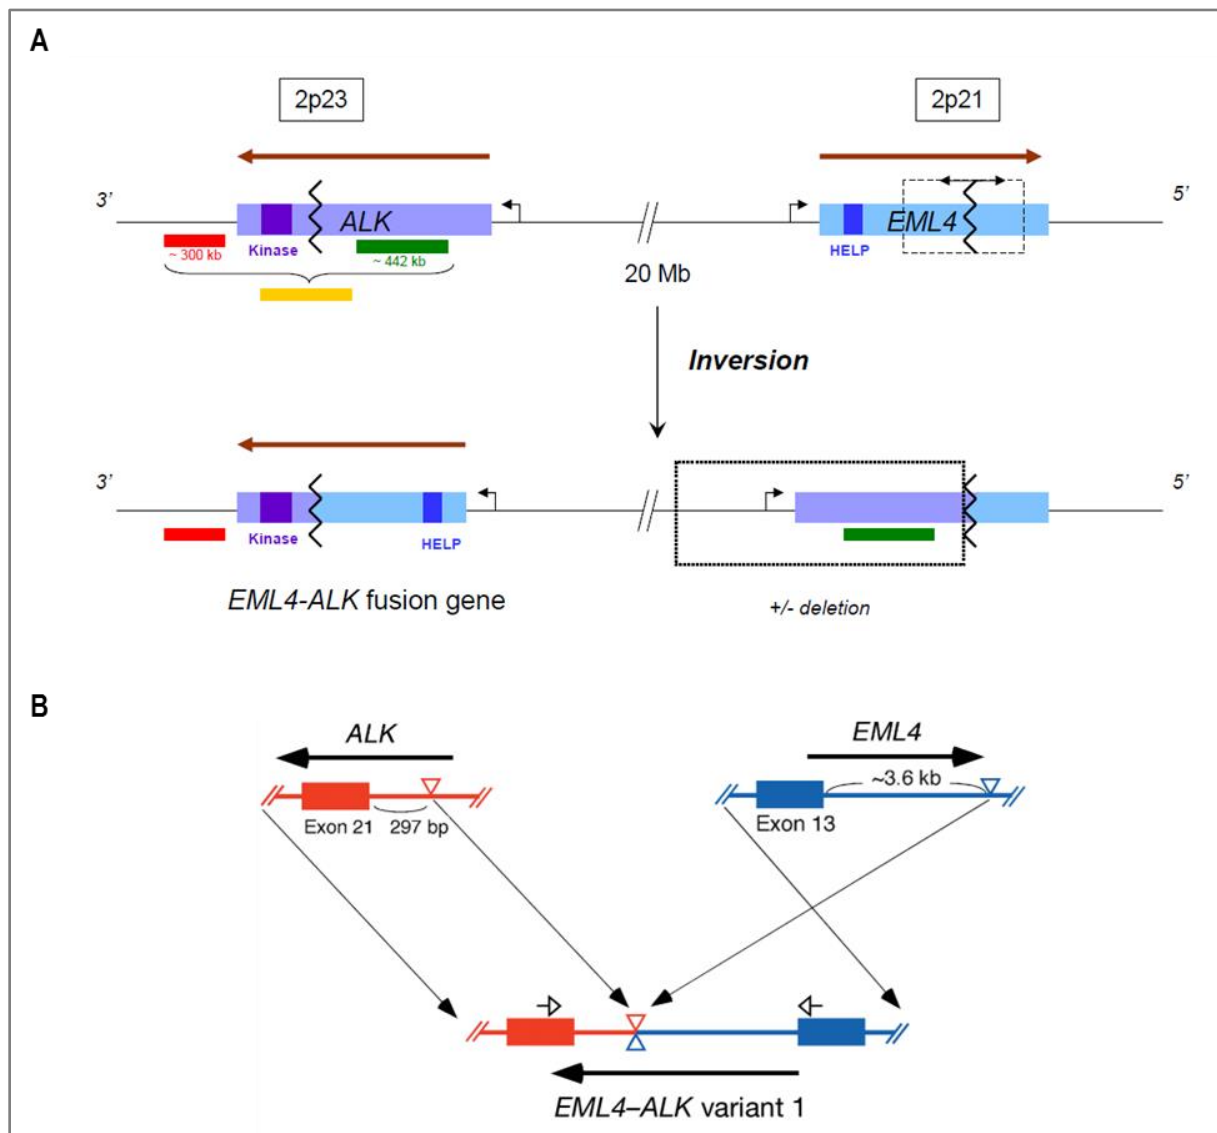 A
2p23
2p21
3’
5’
ALK
EML4
Kinase
HELP
~ 300 kb
~ 442 kb
20 Mb
Inversion
3’
5’
Kinase
HELP
EML4-ALK fusion gene
+/- deletion
B
ALK
EML4
~3.6 kb
Exon 21
297 bp
Exon 13
EML4–ALK variant 1